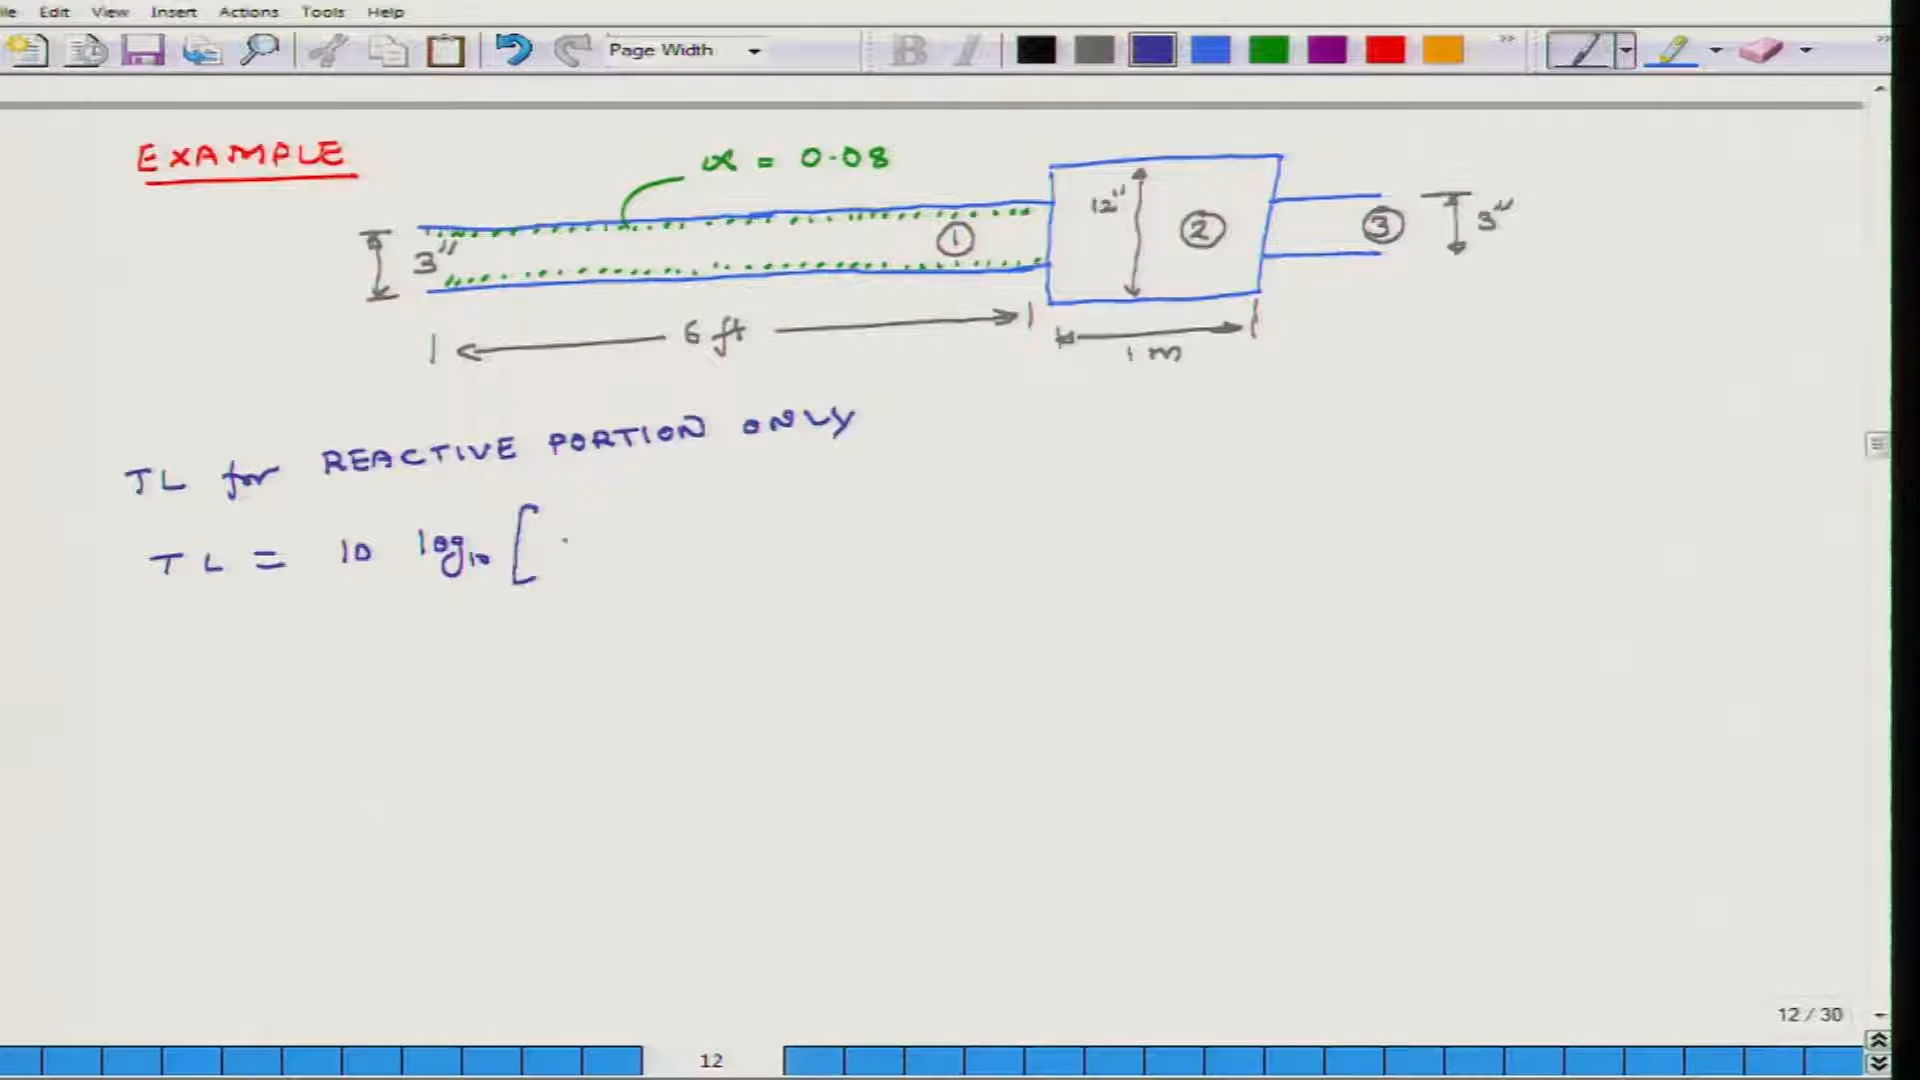 Edit View Insert Actions Tools Help
Page Width
EXAMPLE
α = 0.08
3"
1
12"
2
3
3"
6 ft
1 m
TL for REACTIVE PORTION ONLY
TL = 10 log10 [
12 / 30
12